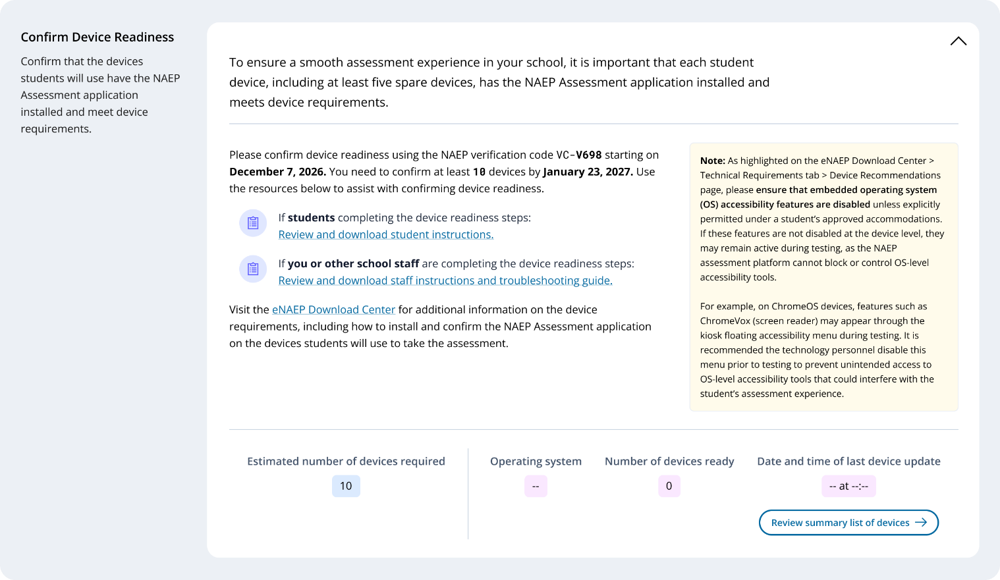 Confirm Device Readiness
Confirm that the devices
students will use have the NAEP
Assessment application
installed and meet device
requirements.
To ensure a smooth assessment experience in your school, it is important that each student
device, including at least five spare devices, has the NAEP Assessment application installed and
meets device requirements.
Please confirm device readiness using the NAEP verification code VC-V698 starting on
December 7, 2026. You need to confirm at least 10 devices by January 23, 2027. Use
the resources below to assist with confirming device readiness.
If students completing the device readiness steps:
Review and download student instructions.
If you or other school staff are completing the device readiness steps:
Review and download staff instructions and troubleshooting guide.
Visit the eNAEP Download Center for additional information on the device
requirements, including how to install and confirm the NAEP Assessment application
on the devices students will use to take the assessment.
Note: As highlighted on the eNAEP Download Center >
Technical Requirements tab > Device Recommendations
page, please ensure that embedded operating system
(OS) accessibility features are disabled unless explicitly
permitted under a student’s approved accommodations.
If these features are not disabled at the device level, they
may remain active during testing, as the NAEP
assessment platform cannot block or control OS-level
accessibility tools.
For example, on ChromeOS devices, features such as
ChromeVox (screen reader) may appear through the
kiosk floating accessibility menu during testing. It is
recommended the technology personnel disable this
menu prior to testing to prevent unintended access to
OS-level accessibility tools that could interfere with the
student’s assessment experience.
Estimated number of devices required
10
Operating system
--
Number of devices ready
0
Date and time of last device update
-- at --:--
Review summary list of devices